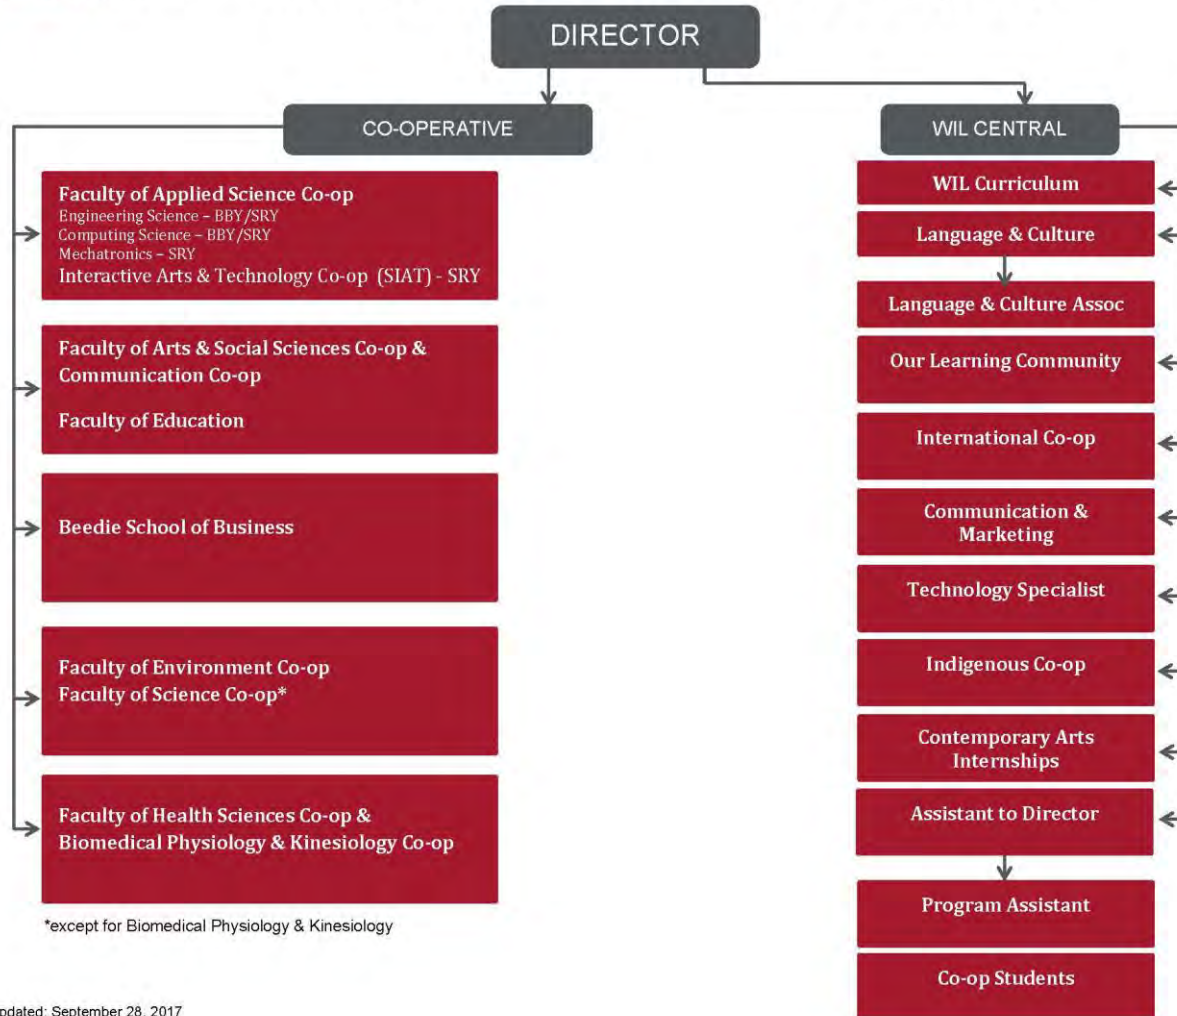 DIRECTOR
CO-OPERATIVE
Faculty of Applied Science Co-op
Engineering Science – BBY/SRY
Computing Science – BBY/SRY
Mechatronics – SRY
Interactive Arts & Technology Co-op (SIAT) - SRY
Faculty of Arts & Social Sciences Co-op &
Communication Co-op
Faculty of Education
Beedie School of Business
Faculty of Environment Co-op
Faculty of Science Co-op*
Faculty of Health Sciences Co-op &
Biomedical Physiology & Kinesiology Co-op
*except for Biomedical Physiology & Kinesiology
WIL CENTRAL
WIL Curriculum
Language & Culture
Language & Culture Assoc
Our Learning Community
International Co-op
Communication &
Marketing
Technology Specialist
Indigenous Co-op
Contemporary Arts
Internships
Assistant to Director
Program Assistant
Co-op Students
pdated: September 28, 2017